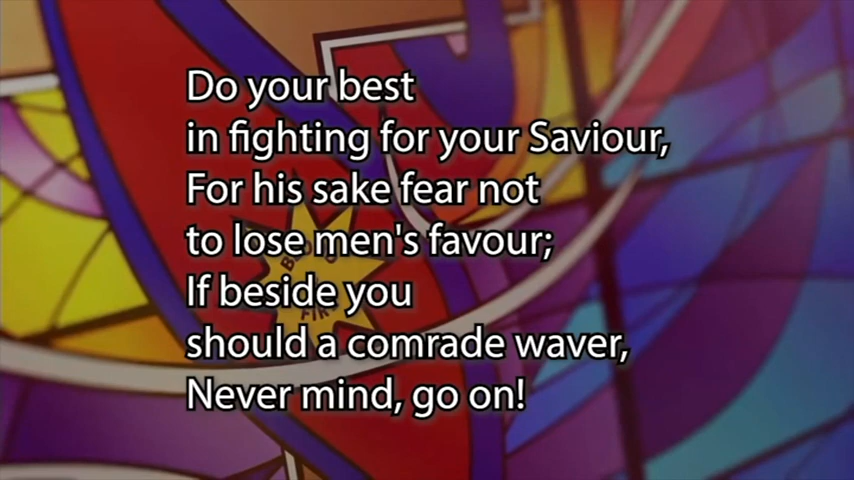 Do your best
in fighting for your Saviour,
For his sake fear not
to lose men's favour;
If beside you
should a comrade waver,
Never mind, go on!